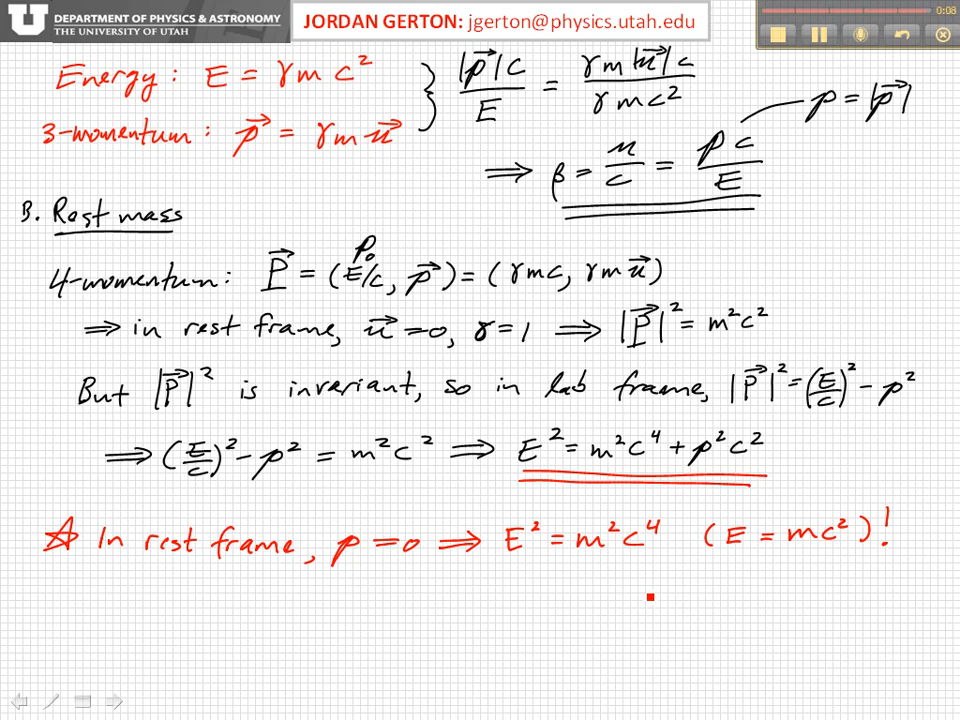 U DEPARTMENT OF PHYSICS & ASTRONOMY
THE UNIVERSITY OF UTAH
JORDAN GERTON: jgerton@physics.utah.edu
0:08
Energy: E = γmc² } |p⃗|c/E = γm|u⃗|c/γmc²
3-momentum: p⃗ = γmu⃗
p = |p⃗|
⟹ β = u/c = pc/E
B. Rest mass
4-momentum: P⃗ = (E/c, p⃗) = (γmc, γmu⃗)
P₀
⟹ in rest frame, u⃗ = 0, γ = 1 ⟹ |P⃗|² = m²c²
But |P⃗|² is invariant, so in lab frame, |P⃗|² = (E/c)² - p²
⟹ (E/c)² - p² = m²c² ⟹ E² = m²c⁴ + p²c²
☆ In rest frame, p = 0 ⟹ E² = m²c⁴ (E = mc²)!